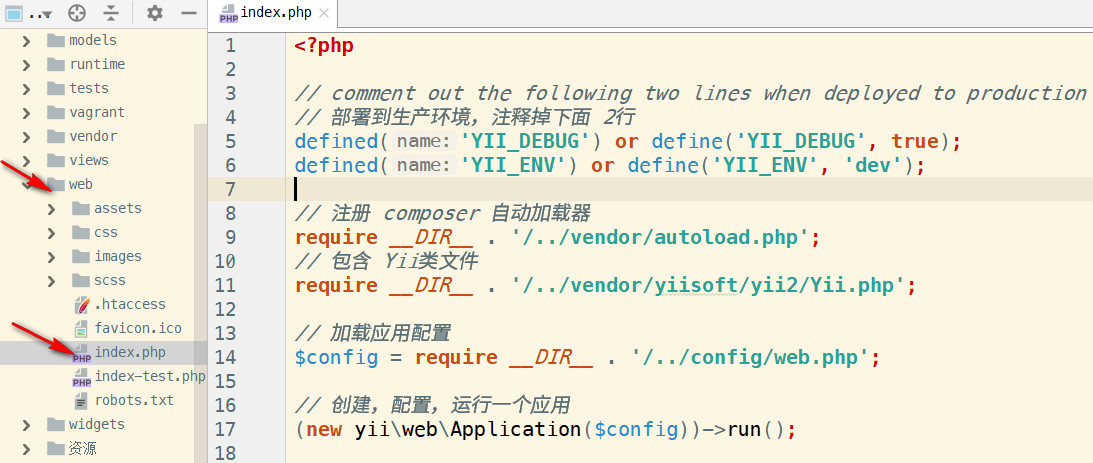 ...
index.php
models
runtime
tests
vagrant
vendor
views
web
assets
css
images
scss
.htaccess
favicon.ico
index.php
index-test.php
robots.txt
widgets
资源
1 <?php
2
3 // comment out the following two lines when deployed to production
4 // 部署到生产环境，注释掉下面 2行
5 defined( name: 'YII_DEBUG') or define('YII_DEBUG', true);
6 defined( name: 'YII_ENV') or define('YII_ENV', 'dev');
7
8 // 注册 composer 自动加载器
9 require __DIR__ . '/../vendor/autoload.php';
10 // 包含 Yii类文件
11 require __DIR__ . '/../vendor/yiisoft/yii2/Yii.php';
12
13 // 加载应用配置
14 $config = require __DIR__ . '/../config/web.php';
15
16 // 创建，配置，运行一个应用
17 (new yii\web\Application($config))->run();
18